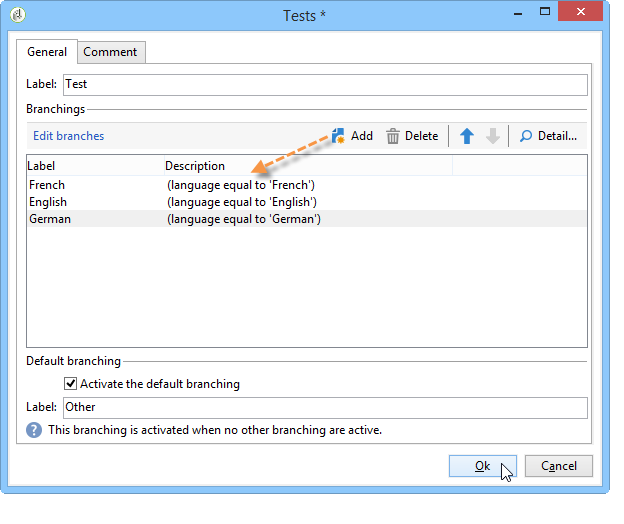 Tests *
General Comment
Label: Test
Branchings
Edit branches Add Delete Detail...
Label Description
French (language equal to 'French')
English (language equal to 'English')
German (language equal to 'German')
Default branching
Activate the default branching
Label: Other
? This branching is activated when no other branching are active.
Ok Cancel